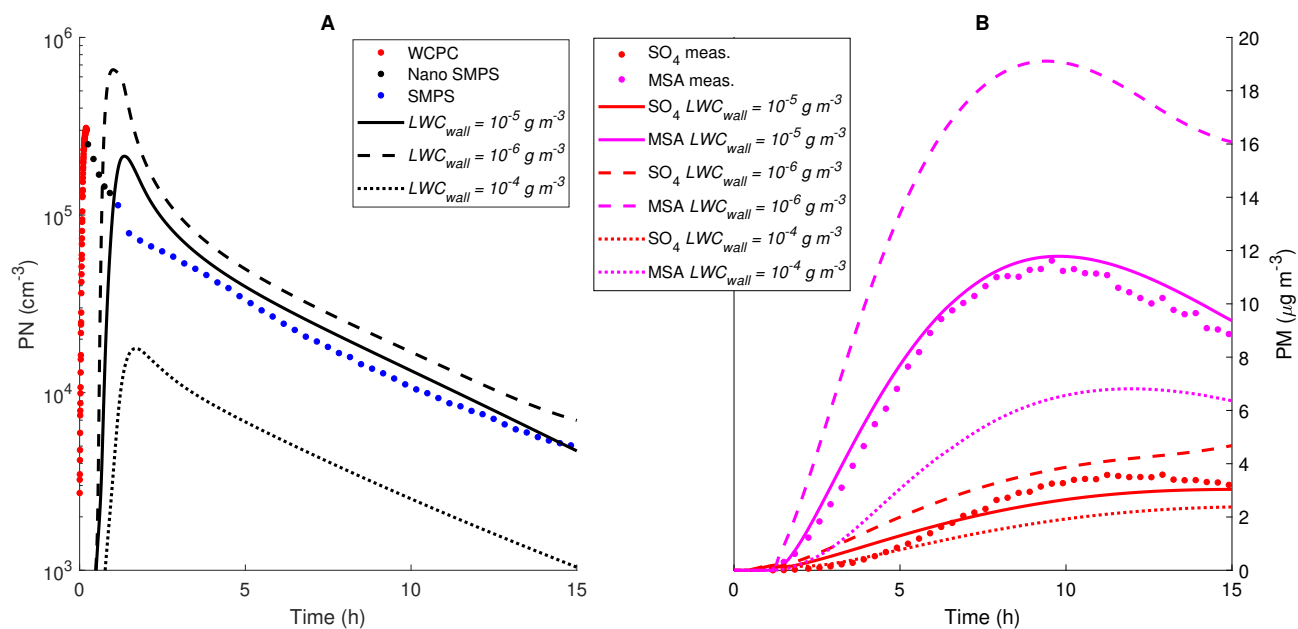 A
B
10^6
10^5
10^4
10^3
PN (cm^-3)
0
5
10
15
Time (h)
WCPC
Nano SMPS
SMPS
LWC_wall = 10^-5 g m^-3
LWC_wall = 10^-6 g m^-3
LWC_wall = 10^-4 g m^-3
SO_4 meas.
MSA meas.
SO_4 LWC_wall = 10^-5 g m^-3
MSA LWC_wall = 10^-5 g m^-3
SO_4 LWC_wall = 10^-6 g m^-3
MSA LWC_wall = 10^-6 g m^-3
SO_4 LWC_wall = 10^-4 g m^-3
MSA LWC_wall = 10^-4 g m^-3
20
18
16
14
12
10
8
6
4
2
0
PM (μg m^-3)
0
5
10
15
Time (h)